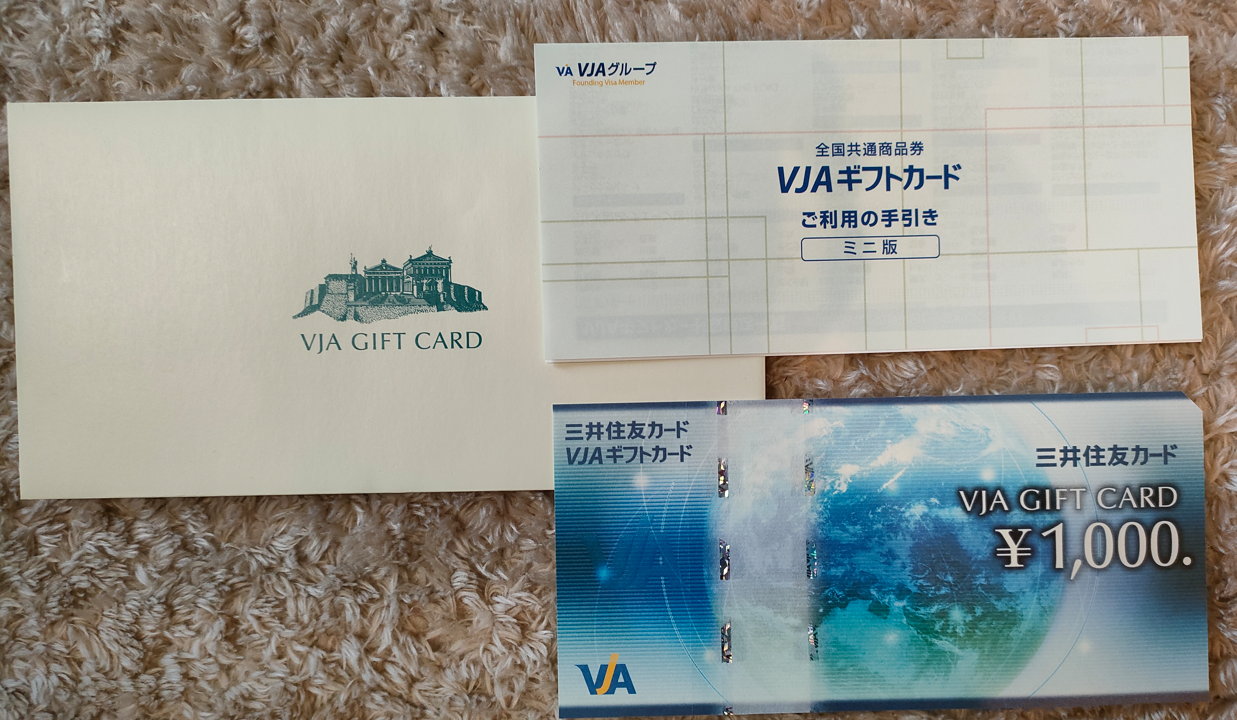 VJA GIFT CARD
VJA VJAグループ
Founding Visa Member
全国共通商品券
VJAギフトカード
ご利用の手引き
ミニ版
三井住友カード
VJAギフトカード
三井住友カード
VJA GIFT CARD
¥1,000.
VJA